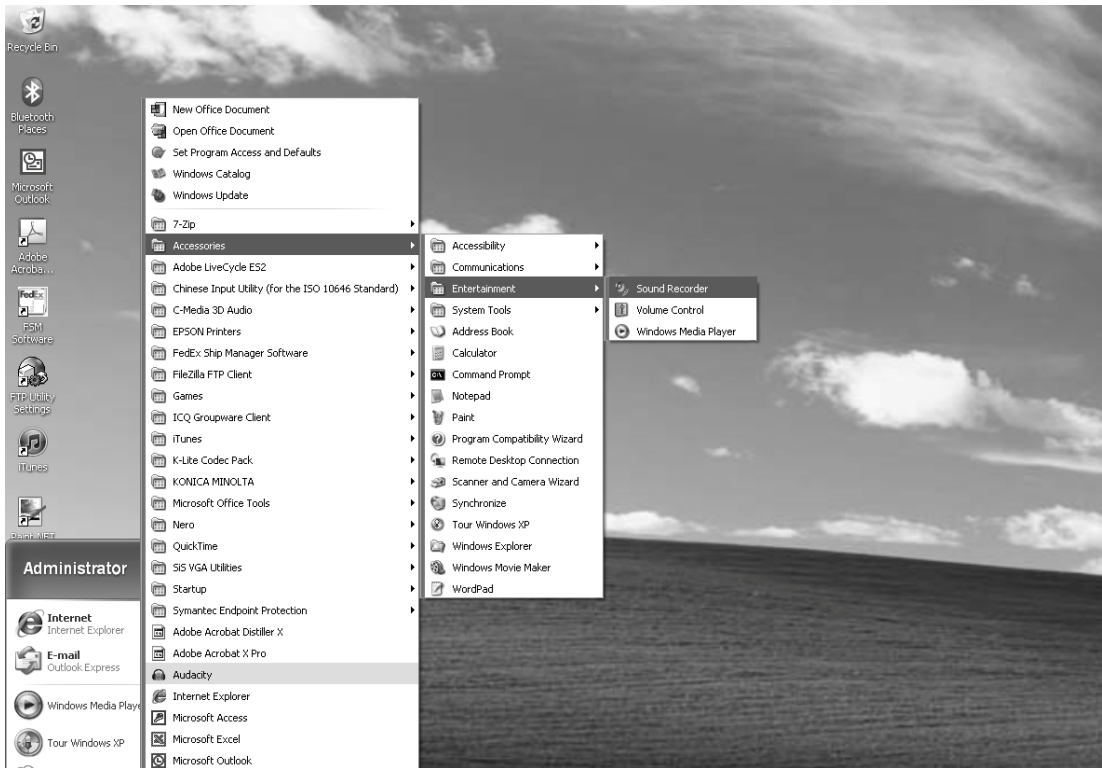 Recycle Bin
Bluetooth
Places
Microsoft
Outlook
Adobe
Acroba...
FedEx
FSM
Software
FTP Utility
Settings
iTunes
Paint.NET
Administrator
Internet
Internet Explorer
E-mail
Outlook Express
Windows Media Playe
Tour Windows XP
New Office Document
Open Office Document
Set Program Access and Defaults
Windows Catalog
Windows Update
7-Zip
Accessories
Adobe LiveCycle ES2
Chinese Input Utility (for the ISO 10646 Standard)
C-Media 3D Audio
EPSON Printers
FedEx Ship Manager Software
FileZilla FTP Client
Games
ICQ Groupware Client
iTunes
K-Lite Codec Pack
KONICA MINOLTA
Microsoft Office Tools
Nero
QuickTime
SiS VGA Utilities
Startup
Symantec Endpoint Protection
Adobe Acrobat Distiller X
Adobe Acrobat X Pro
Audacity
Internet Explorer
Microsoft Access
Microsoft Excel
Microsoft Outlook
Accessibility
Communications
Entertainment
System Tools
Address Book
Calculator
Command Prompt
Notepad
Paint
Program Compatibility Wizard
Remote Desktop Connection
Scanner and Camera Wizard
Synchronize
Tour Windows XP
Windows Explorer
Windows Movie Maker
WordPad
Sound Recorder
Volume Control
Windows Media Player